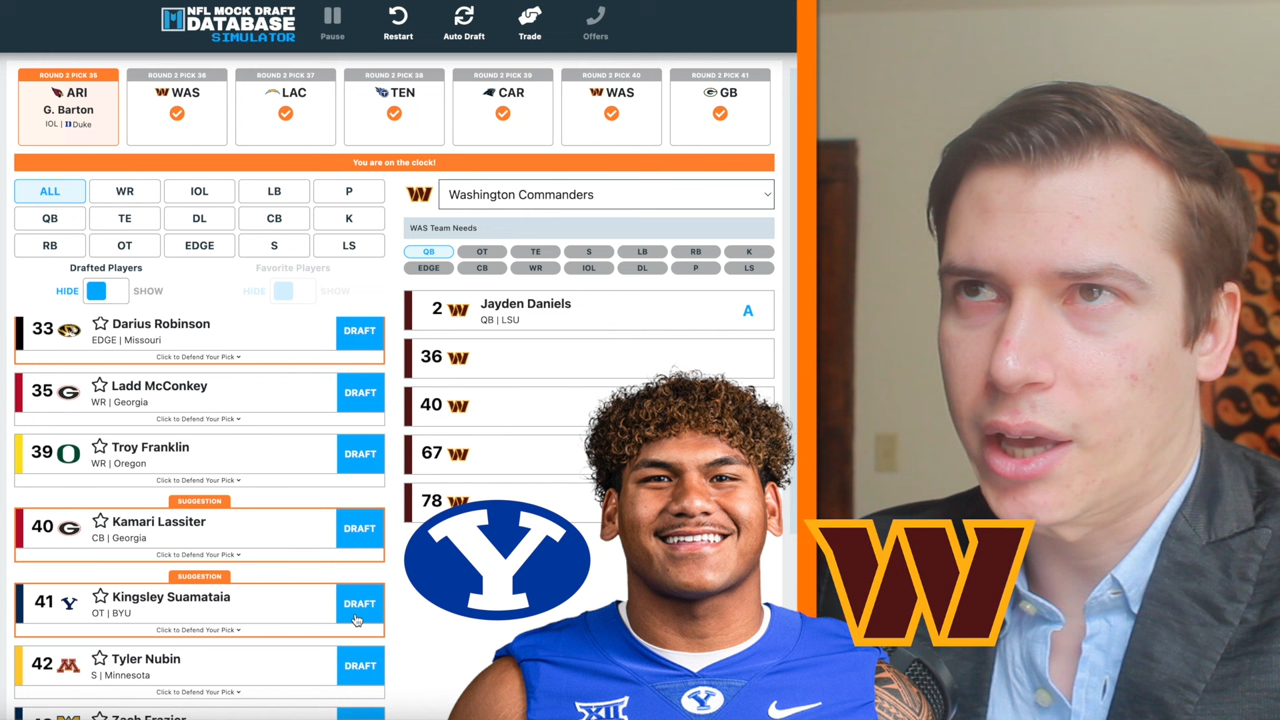 NFL MOCK DRAFT
DATABASE
SIMULATOR
Pause
Restart
Auto Draft
Trade
Offers
ROUND 2 PICK 35
ARI
G. Barton
IOL | Duke
ROUND 2 PICK 36
WAS
ROUND 2 PICK 37
LAC
ROUND 2 PICK 38
TEN
ROUND 2 PICK 39
CAR
ROUND 2 PICK 40
WAS
ROUND 2 PICK 41
GB
You are on the clock!
ALL WR IOL LB P
QB TE DL CB K
RB OT EDGE S LS
Drafted Players
HIDE SHOW
Favorite Players
HIDE SHOW
33 Darius Robinson
EDGE | Missouri
DRAFT
Click to Defend Your Pick
35 Ladd McConkey
WR | Georgia
DRAFT
Click to Defend Your Pick
39 Troy Franklin
WR | Oregon
DRAFT
Click to Defend Your Pick
SUGGESTION
40 Kamari Lassiter
CB | Georgia
DRAFT
Click to Defend Your Pick
SUGGESTION
41 Kingsley Suamataia
OT | BYU
DRAFT
Click to Defend Your Pick
42 Tyler Nubin
S | Minnesota
DRAFT
Click to Defend Your Pick
Washington Commanders
WAS Team Needs
QB OT TE S LB RB K
EDGE CB WR IOL DL P LS
2 Jayden Daniels
QB | LSU
A
36
40
67
78
Y
XII
W